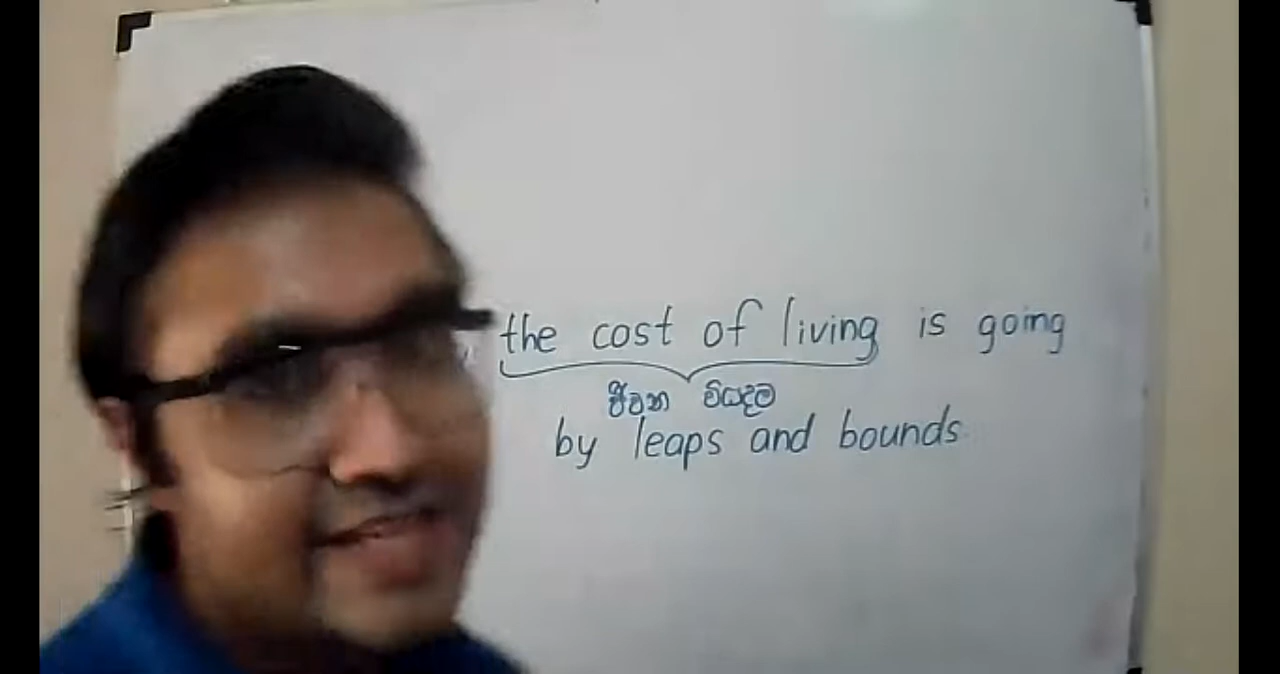 the cost of living is going
ජීවන වියදම
by leaps and bounds